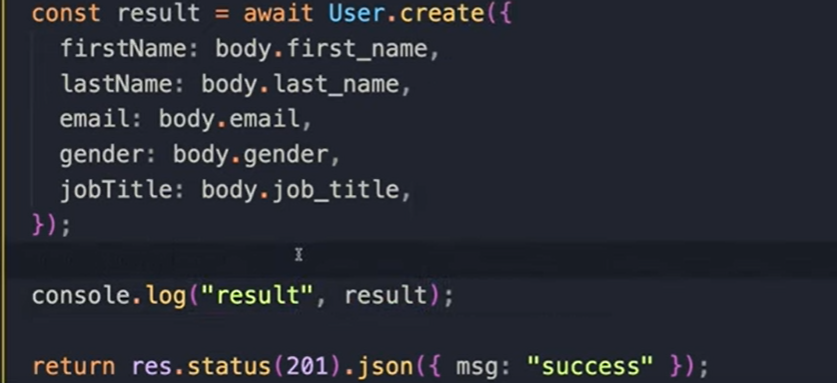 const result = await User.create({
firstName: body.first_name,
lastName: body.last_name,
email: body.email,
gender: body.gender,
jobTitle: body.job_title,
});
console.log("result", result);
return res.status(201).json({ msg: "success" });